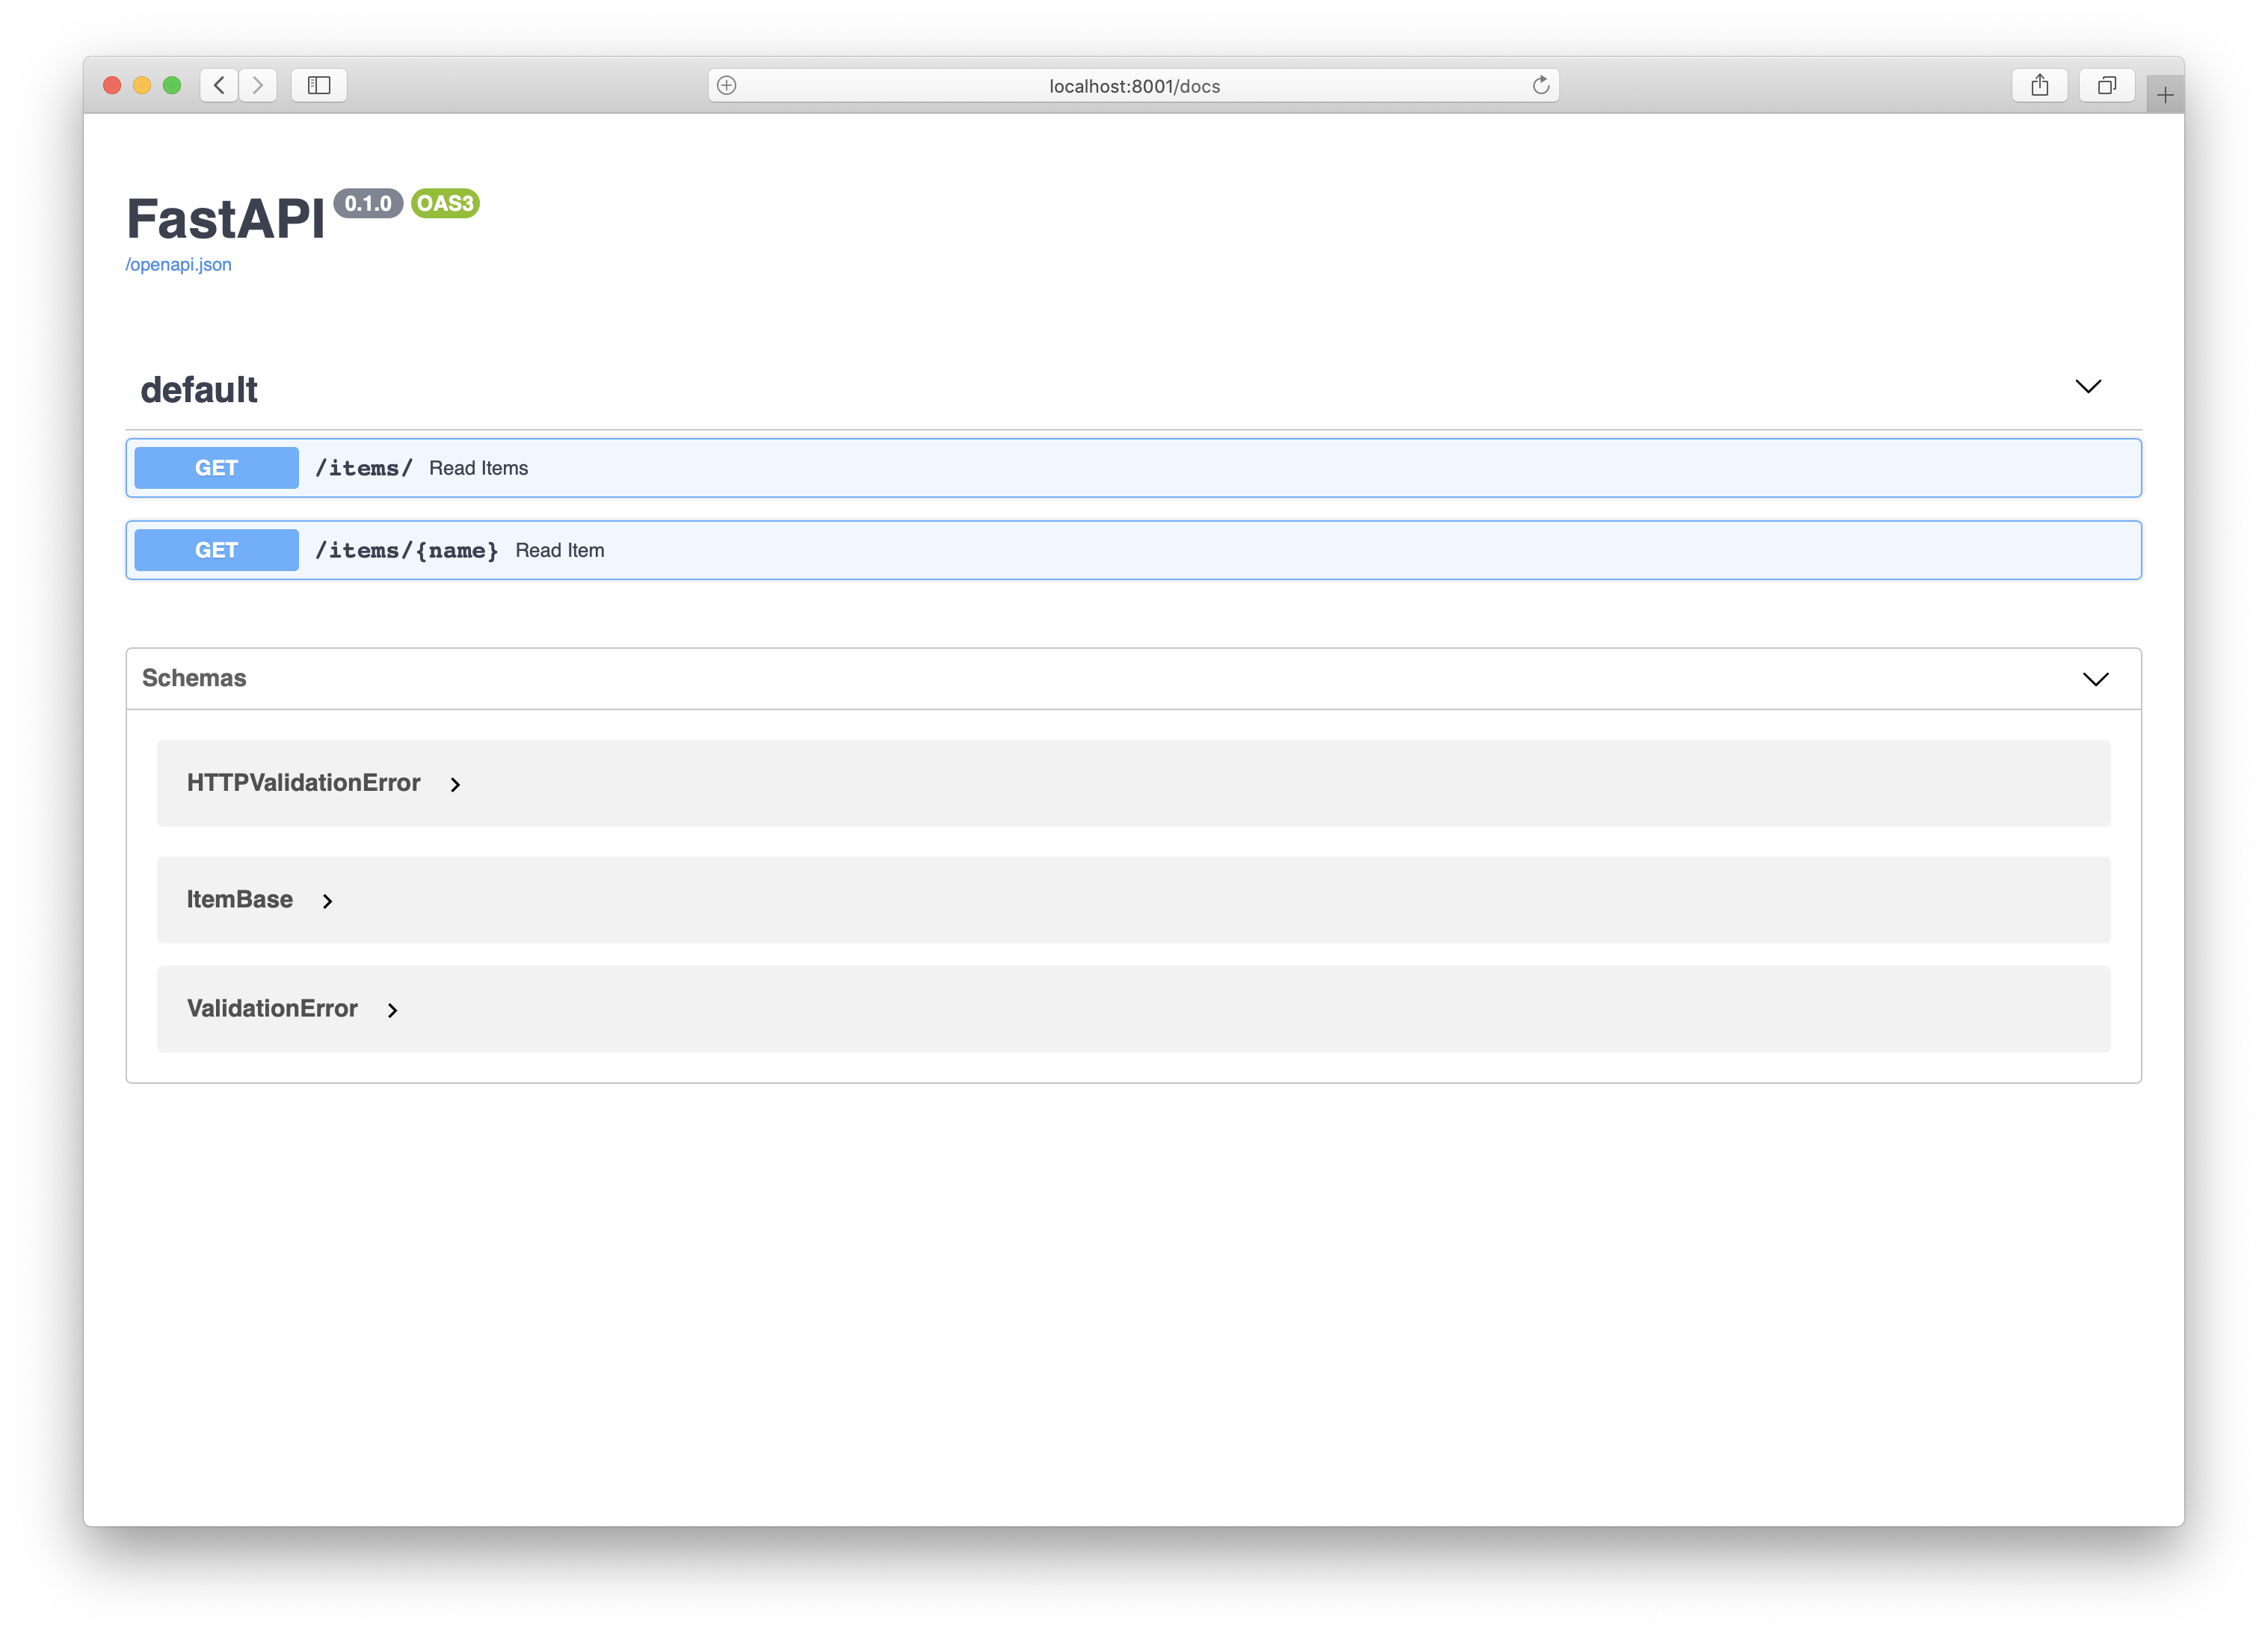 localhost:8001/docs
FastAPI 0.1.0 OAS3
/openapi.json
default
GET /items/ Read Items
GET /items/{name} Read Item
Schemas
HTTPValidationError
ItemBase
ValidationError